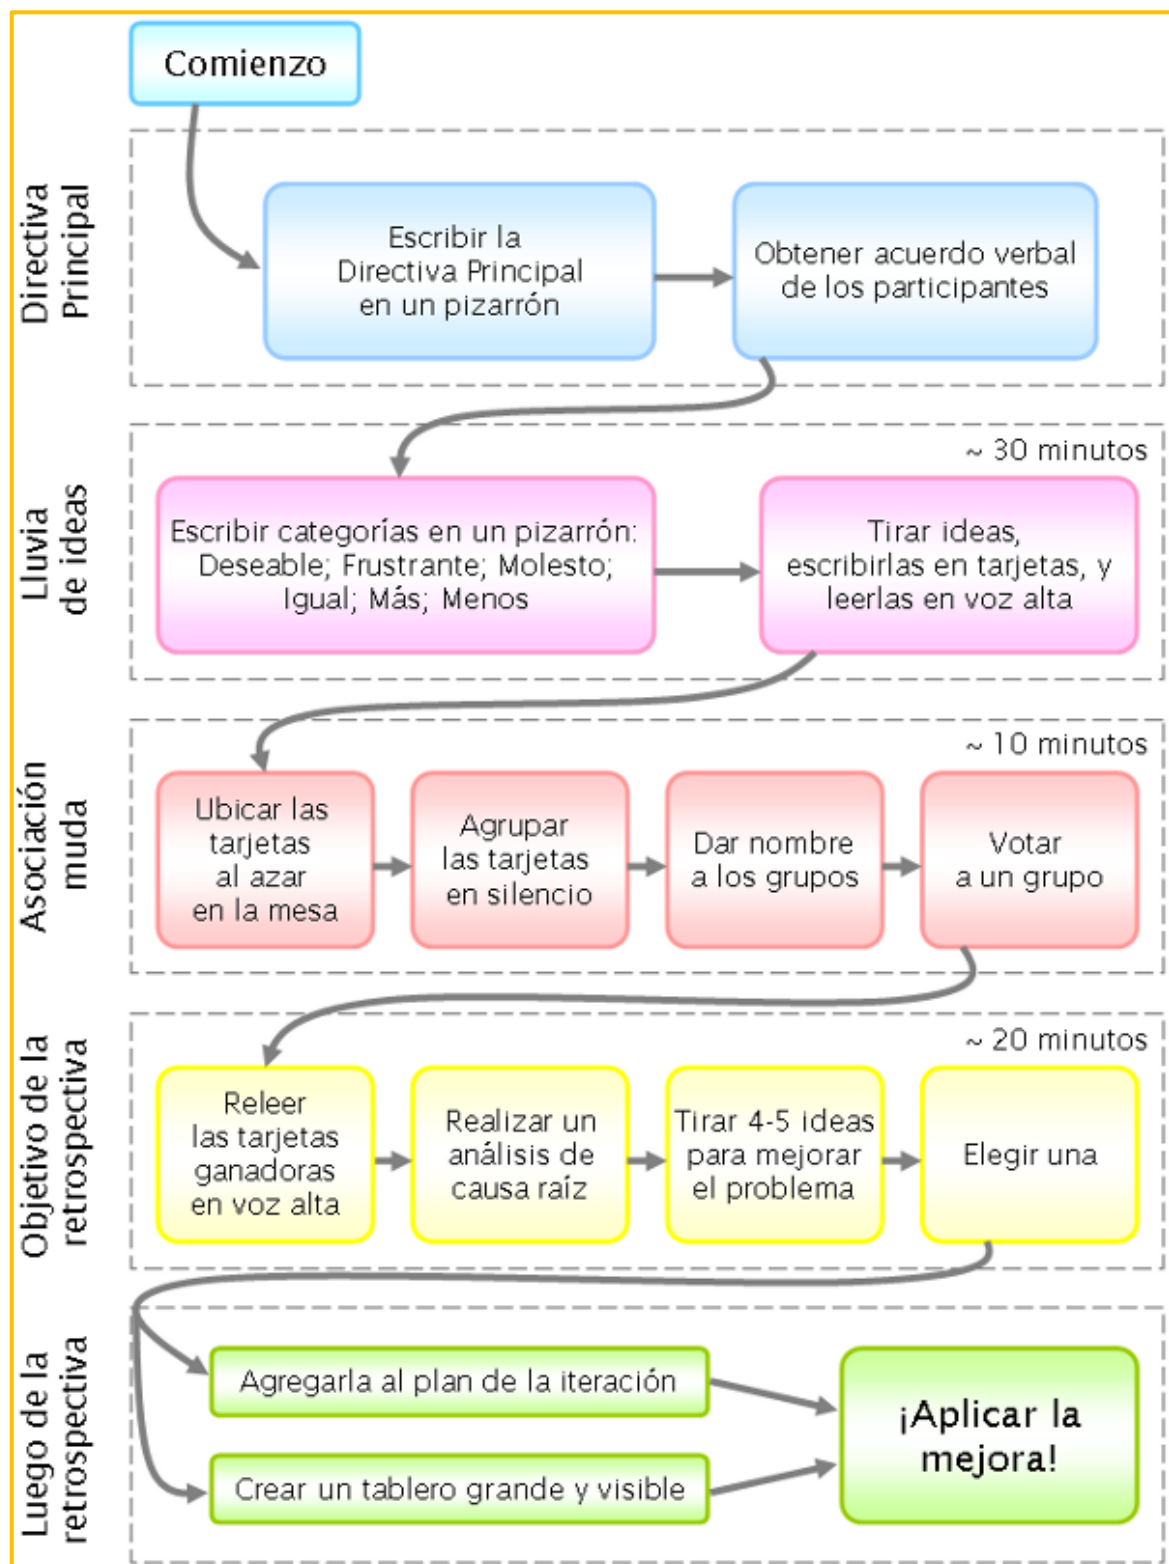 Comienzo
Directiva
Principal
Escribir la
Directiva Principal
en un pizarrón
Obtener acuerdo verbal
de los participantes
Lluvia
de ideas
~ 30 minutos
Escribir categorías en un pizarrón:
Deseable; Frustrante; Molesto;
Igual; Más; Menos
Tirar ideas,
escribirlas en tarjetas, y
leerlas en voz alta
Asociación
muda
~ 10 minutos
Ubicar las
tarjetas
al azar
en la mesa
Agrupar
las tarjetas
en silencio
Dar nombre
a los grupos
Votar
a un grupo
Objetivo de la
retrospectiva
~ 20 minutos
Releer
las tarjetas
ganadoras
en voz alta
Realizar un
análisis de
causa raíz
Tirar 4-5 ideas
para mejorar
el problema
Elegir una
Luego de la
retrospectiva
Agregarla al plan de la iteración
Crear un tablero grande y visible
¡Aplicar la
mejora!